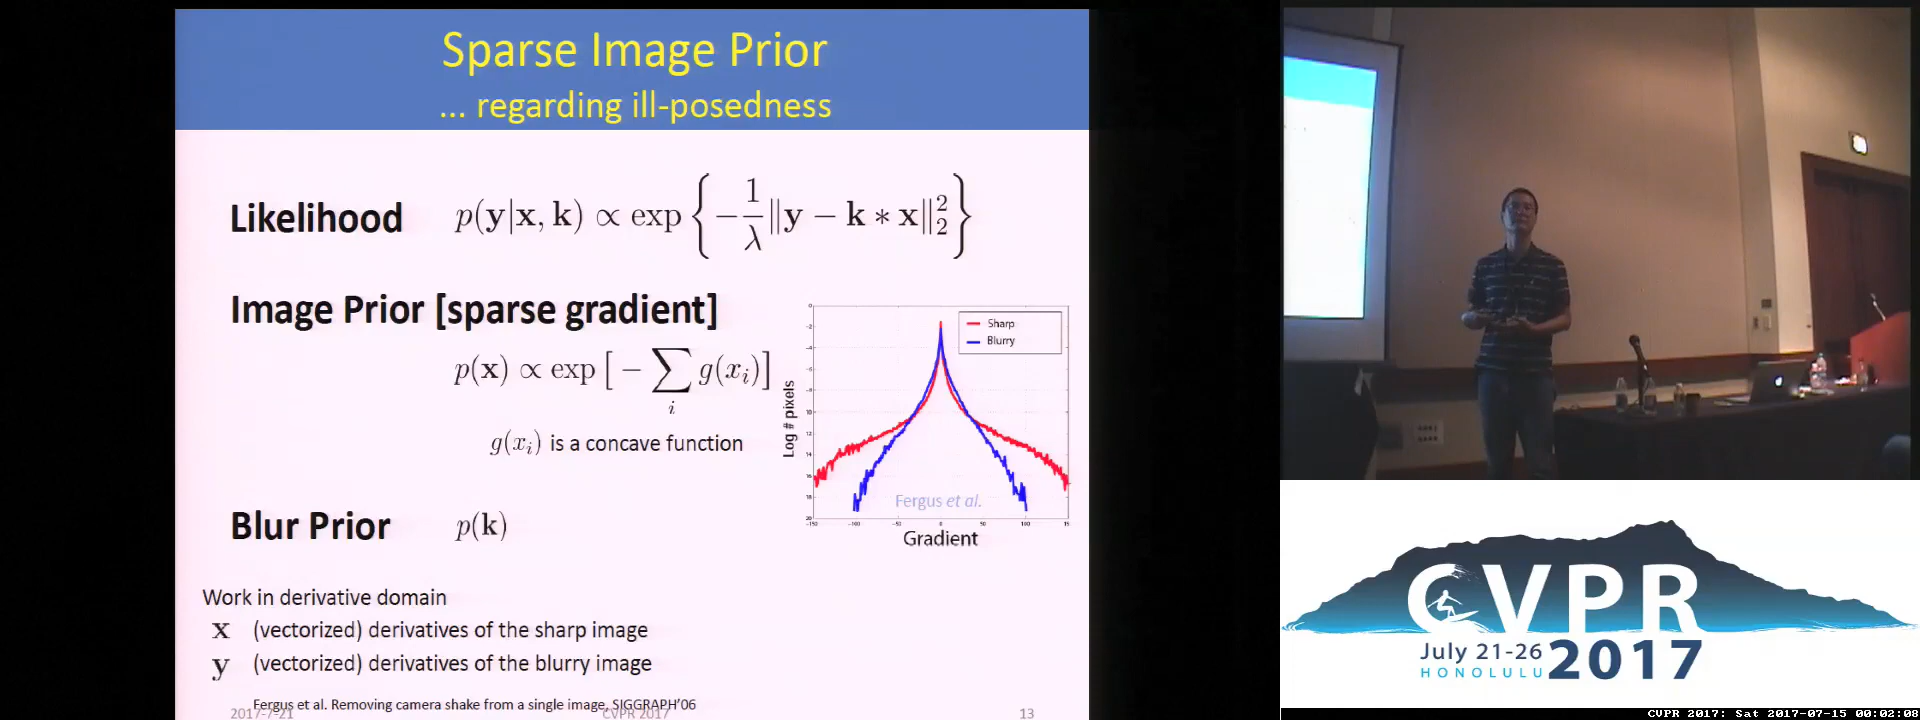 Sparse Image Prior
... regarding ill-posedness
Likelihood p(y|x, k) ∝ exp { − 1/λ ‖y − k ∗ x‖₂² }
Image Prior [sparse gradient]
p(x) ∝ exp [ − ∑ᵢ g(xᵢ)]
g(xᵢ) is a concave function
Blur Prior p(k)
Sharp
Blurry
Log # pixels
Fergus et al.
Gradient
Work in derivative domain
x (vectorized) derivatives of the sharp image
y (vectorized) derivatives of the blurry image
Fergus et al. Removing camera shake from a single image, SIGGRAPH'06
2017-7-21 CVPR 2017 13
CVPR
July 21-26
HONOLULU
2017
CVPR 2017: Sat 2017-07-15 00:02:08